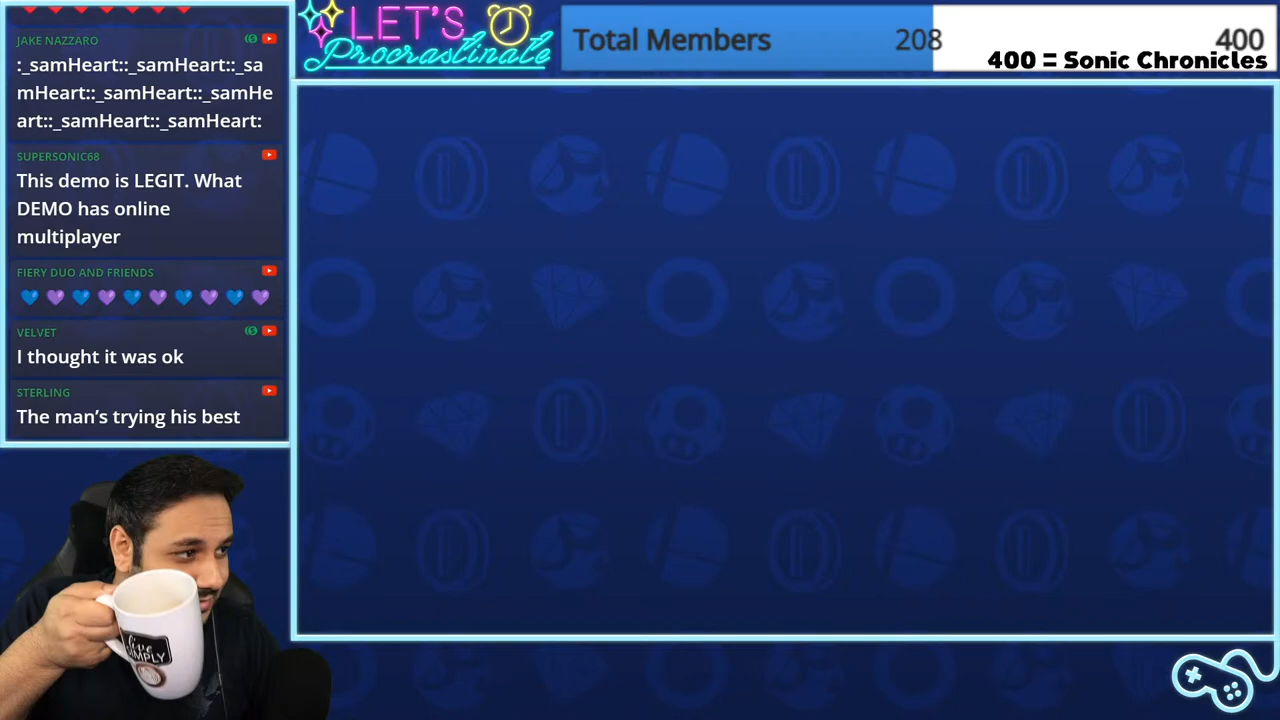 JAKE NAZZARO
:_samHeart::_samHeart::_sa
mHeart::_samHeart::_samHe
art::_samHeart::_samHeart:
SUPERSONIC68
This demo is LEGIT. What
DEMO has online
multiplayer
FIERY DUO AND FRIENDS
VELVET
I thought it was ok
STERLING
The man’s trying his best
LET'S
Procrastinate
Total Members 208 400
400 = Sonic Chronicles
live
SIMPLY